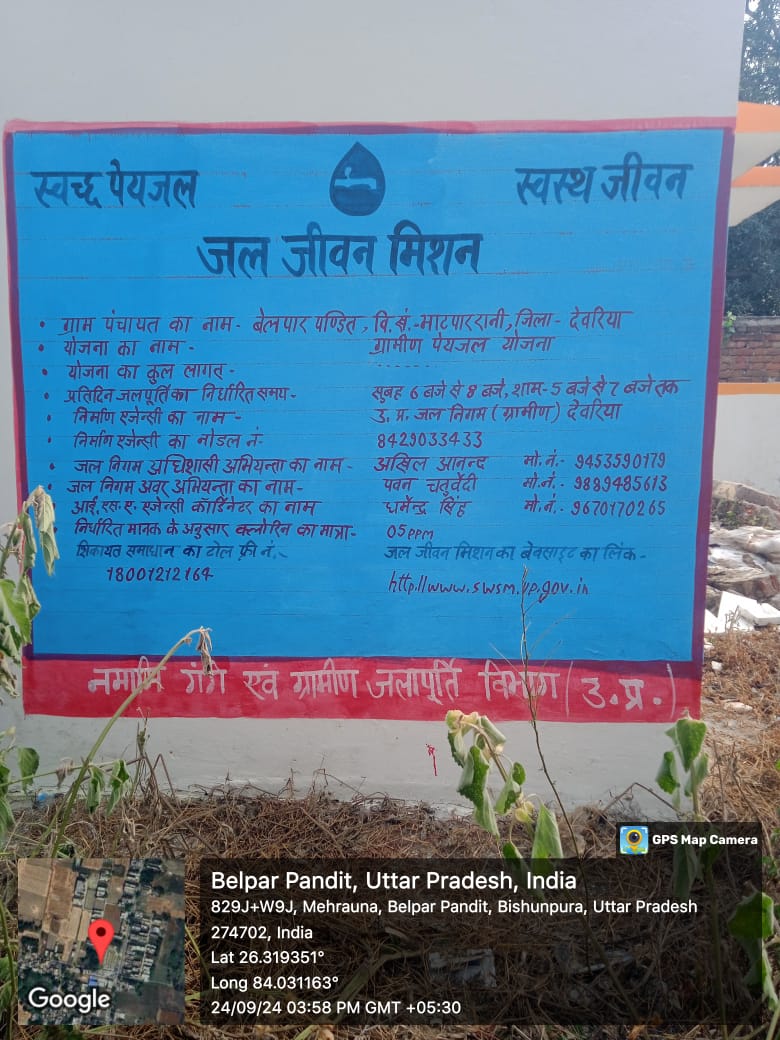 स्वच्छ पेयजल
स्वस्थ जीवन
जल जीवन मिशन
• ग्राम पंचायत का नाम - बेलपार पण्डित, वि.सं.-भाटपाररानी, जिला - देवरिया
• योजना का नाम - ग्रामीण पेयजल योजना
• योजना का कुल लागत- .......
• प्रतिदिन जलपूर्ति का निर्धारित समय - सुबह 6 बजे से 8 बजे, शाम-5 बजे से 7 बजे तक
• निर्माण एजेन्सी का नाम - उ.प्र. जल निगम (ग्रामीण) देवरिया
• निर्माण एजेन्सी का नोडल नं- 8429033433
• जल निगम अधिशासी अभियन्ता का नाम - अखिल आनन्द मो.नं.- 9453590179
• जल निगम अवर अभियन्ता का नाम- पवन चतुर्वेदी मो.नं.- 9889485613
• आई.एस.ए. एजेन्सी कॉर्डिनेटर का नाम धर्मेन्द्र सिंह मो.नं.- 9670170265
• निर्धारित मानक के अनुसार क्लोरिन का मात्रा- 05 ppm
शिकायत समाधान का टोल फ्री नं.- जल जीवन मिशन का बेवसाइट का लिंक -
18001212164 http://www.swsm.up.gov.in
नमामि गंगे एवं ग्रामीण जलापूर्ति विभाग (उ.प्र.)
GPS Map Camera
Belpar Pandit, Uttar Pradesh, India
829J+W9J, Mehrauna, Belpar Pandit, Bishunpura, Uttar Pradesh
274702, India
Lat 26.319351°
Long 84.031163°
24/09/24 03:58 PM GMT +05:30
Google